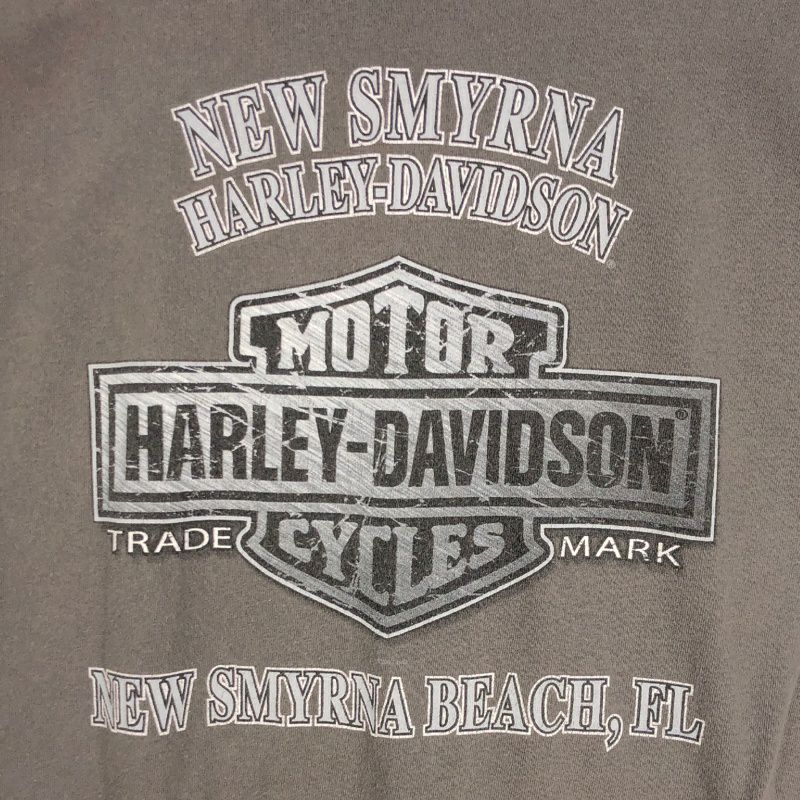 NEW SMYRNA
HARLEY-DAVIDSON®
MOTOR
HARLEY-DAVIDSON®
TRADE MARK
CYCLES
NEW SMYRNA BEACH, FL